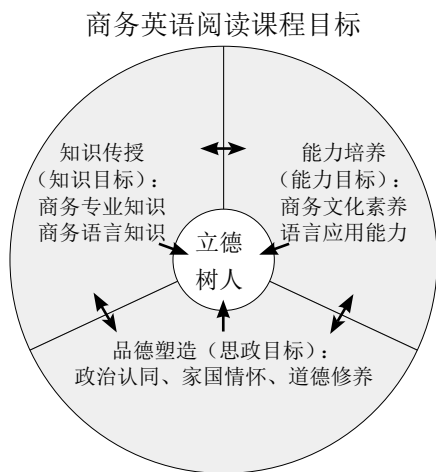 商务英语阅读课程目标
知识传授
（知识目标）：
商务专业知识
商务语言知识
能力培养
（能力目标）：
商务文化素养
语言应用能力
立德
树人
品德塑造（思政目标）：
政治认同、家国情怀、道德修养